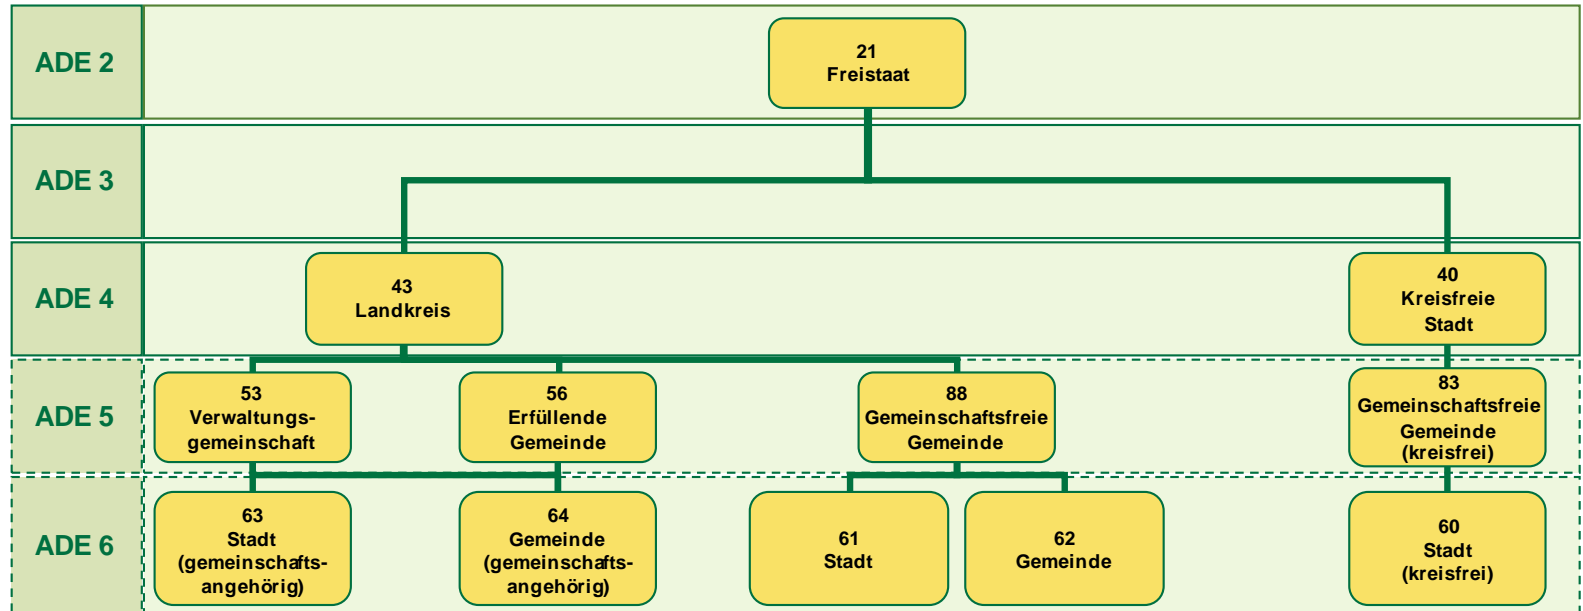 ADE 2
21
Freistaat
ADE 3
ADE 4
43
Landkreis
40
Kreisfreie
Stadt
ADE 5
53
Verwaltungs-
gemeinschaft
56
Erfüllende
Gemeinde
88
Gemeinschaftsfreie
Gemeinde
83
Gemeinschaftsfreie
Gemeinde
(kreisfrei)
ADE 6
63
Stadt
(gemeinschafts-
angehörig)
64
Gemeinde
(gemeinschafts-
angehörig)
61
Stadt
62
Gemeinde
60
Stadt
(kreisfrei)